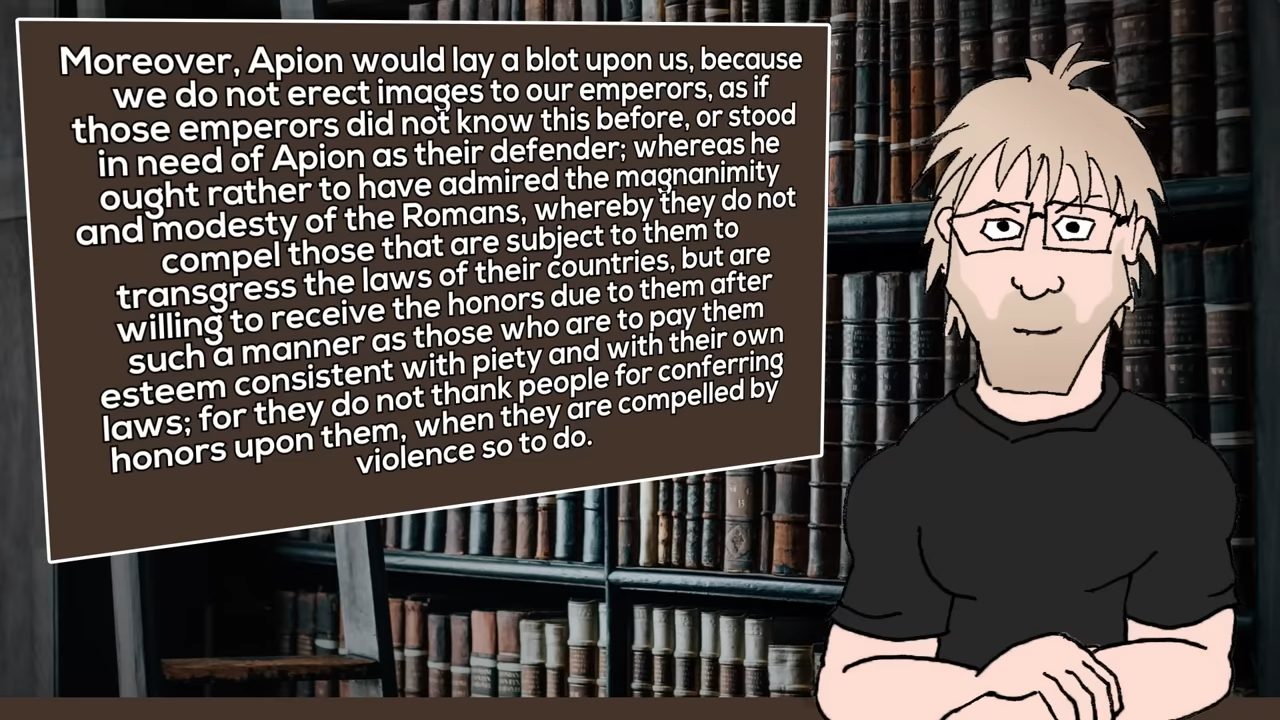 Moreover, Apion would lay a blot upon us, because
we do not erect images to our emperors, as if
those emperors did not know this before, or stood
in need of Apion as their defender; whereas he
ought rather to have admired the magnanimity
and modesty of the Romans, whereby they do not
compel those that are subject to them to
transgress the laws of their countries, but are
willing to receive the honors due to them after
such a manner as those who are to pay them
esteem consistent with piety and with their own
laws; for they do not thank people for conferring
honors upon them, when they are compelled by
violence so to do.